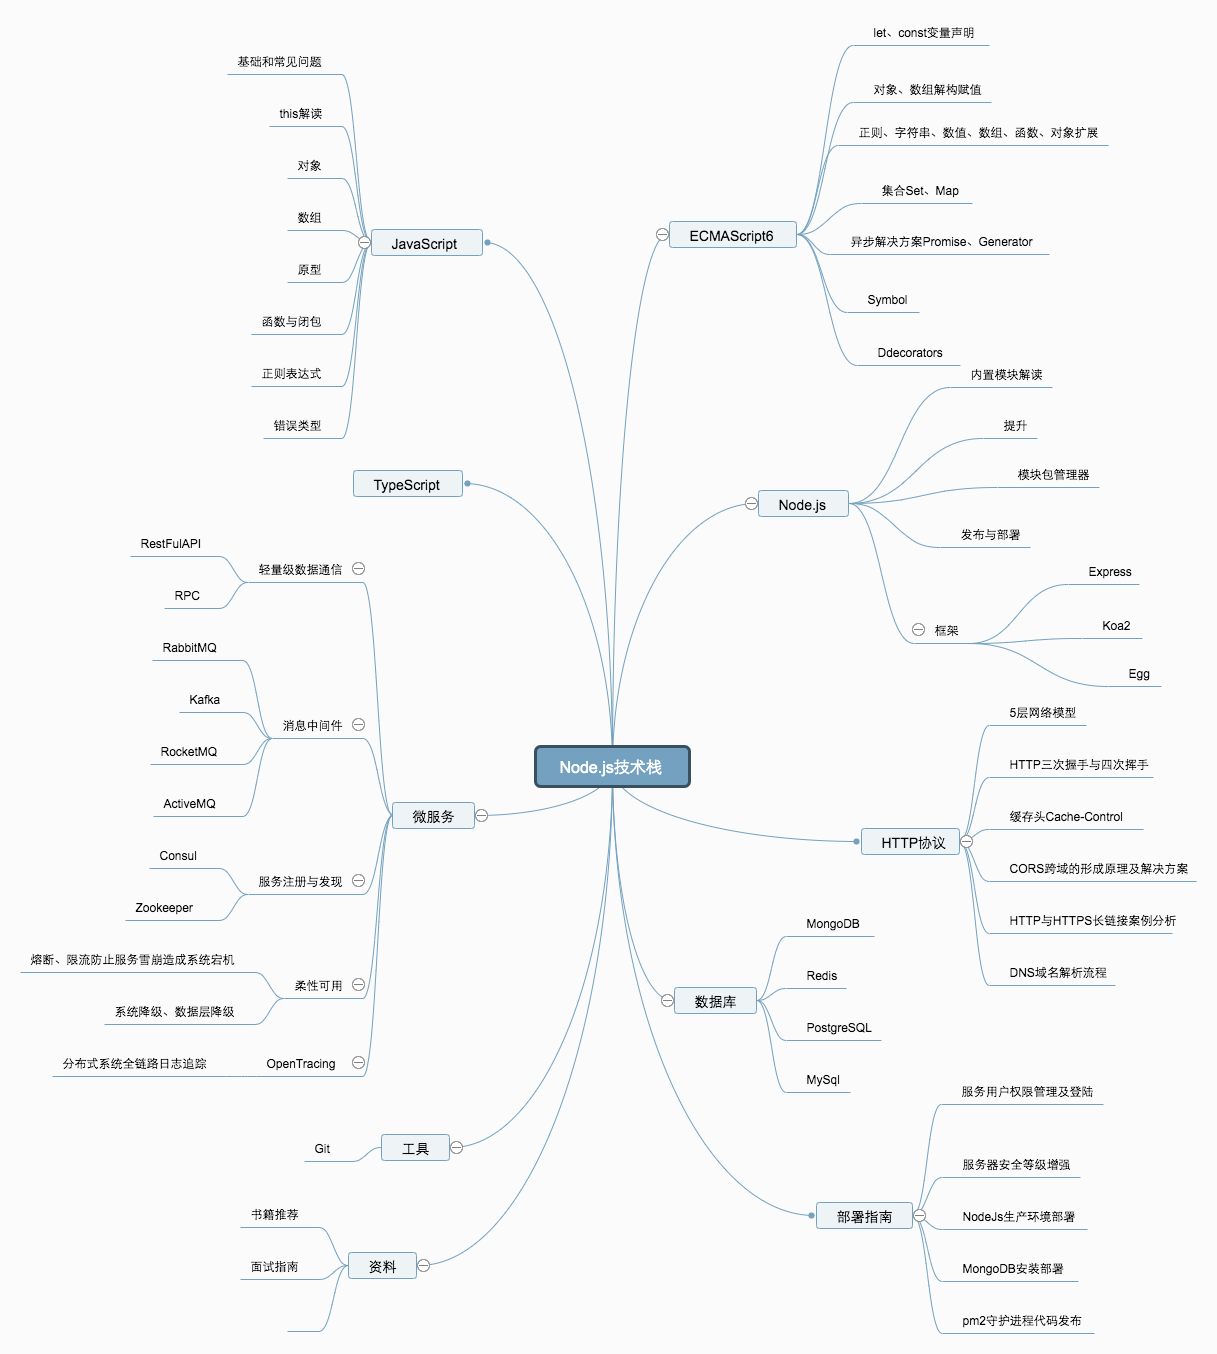 Node.js技术栈
JavaScript
基础和常见问题
this解读
对象
数组
原型
函数与闭包
正则表达式
错误类型
TypeScript
微服务
轻量级数据通信
RestFulAPI
RPC
消息中间件
RabbitMQ
Kafka
RocketMQ
ActiveMQ
服务注册与发现
Consul
Zookeeper
柔性可用
熔断、限流防止服务雪崩造成系统宕机
系统降级、数据层降级
OpenTracing
分布式系统全链路日志追踪
工具
Git
资料
书籍推荐
面试指南
ECMAScript6
let、const变量声明
对象、数组解构赋值
正则、字符串、数值、数组、函数、对象扩展
集合Set、Map
异步解决方案Promise、Generator
Symbol
Ddecorators
Node.js
内置模块解读
提升
模块包管理器
发布与部署
框架
Express
Koa2
Egg
HTTP协议
5层网络模型
HTTP三次握手与四次挥手
缓存头Cache-Control
CORS跨域的形成原理及解决方案
HTTP与HTTPS长链接案例分析
DNS域名解析流程
数据库
MongoDB
Redis
PostgreSQL
MySql
部署指南
服务用户权限管理及登陆
服务器安全等级增强
NodeJs生产环境部署
MongoDB安装部署
pm2守护进程代码发布